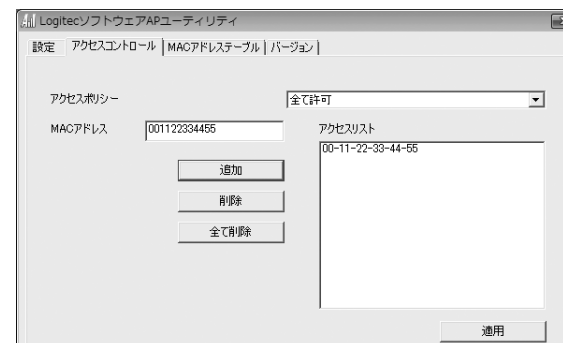 LogitecソフトウェアAPユーティリティ
設定 アクセスコントロール MACアドレステーブル バージョン
アクセスポリシー 全て許可
MACアドレス 001122334455 アクセスリスト
00-11-22-33-44-55
追加
削除
全て削除
適用